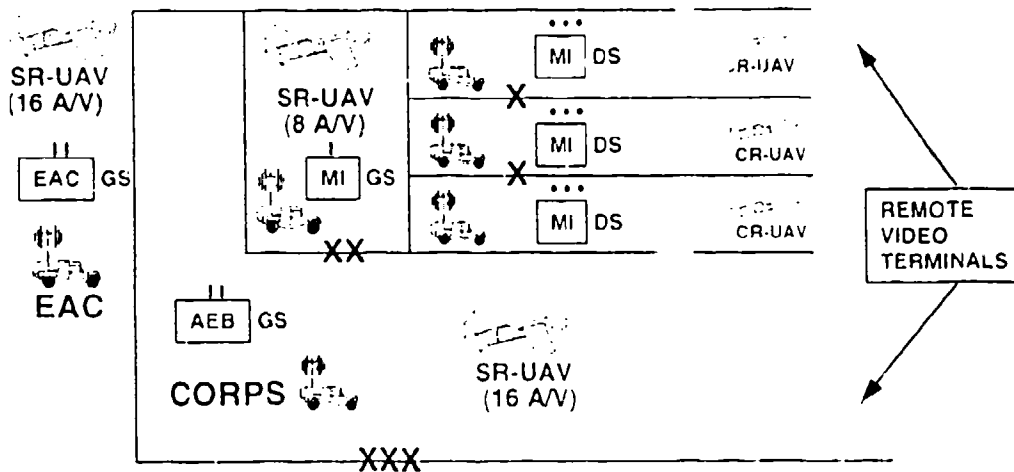 SR-UAV
(16 A/V)
EAC GS
EAC
SR-UAV
(8 A/V)
MI GS
XX
MI DS
R-UAV
X
MI DS
CR-UAV
X
MI DS
CR-UAV
REMOTE
VIDEO
TERMINALS
AEB GS
CORPS
SR-UAV
(16 A/V)
XXX